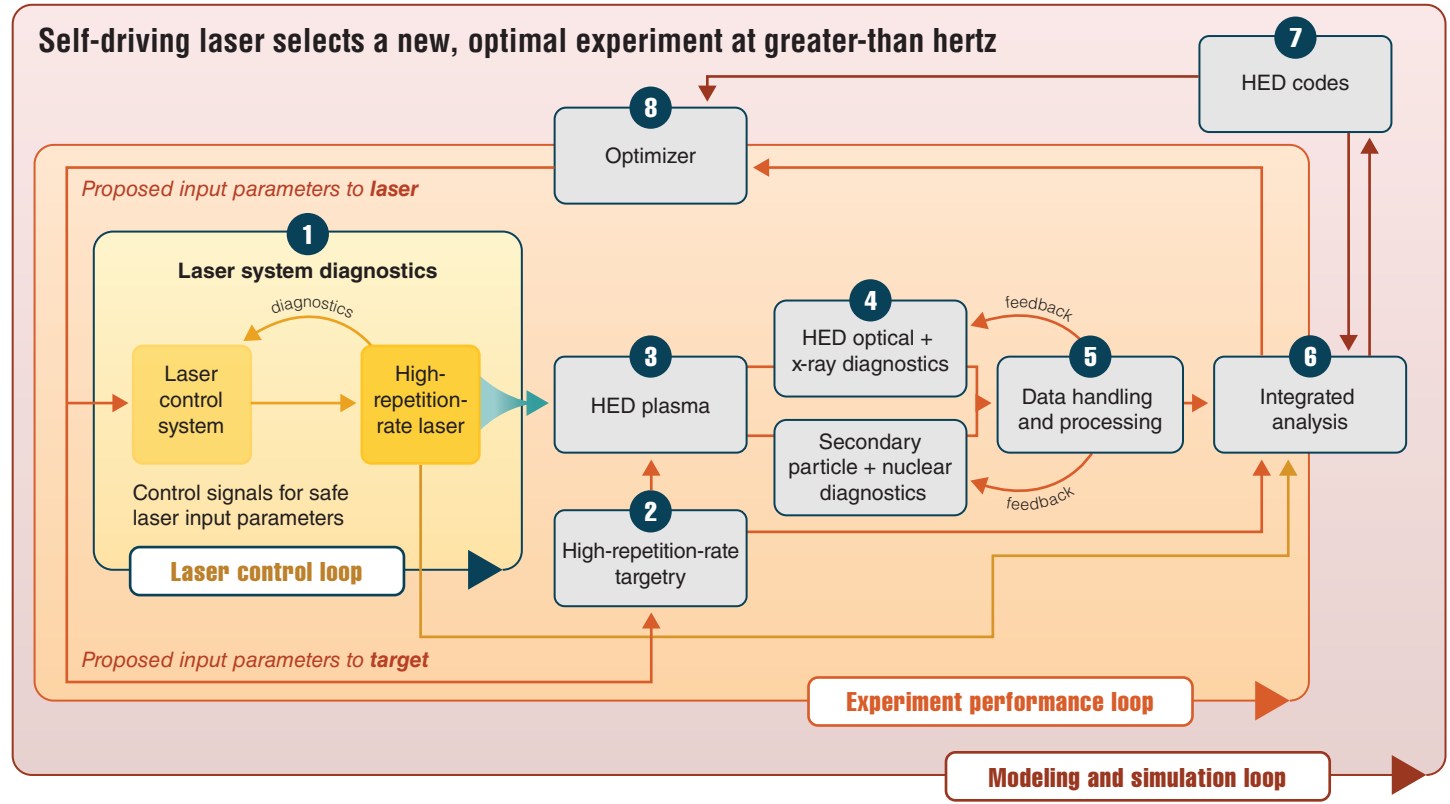 Self-driving laser selects a new, optimal experiment at greater-than hertz
7
HED codes
8
Optimizer
Proposed input parameters to laser
1
Laser system diagnostics
diagnostics
Laser
control
system
High-
repetition-
rate laser
Control signals for safe
laser input parameters
Laser control loop
3
HED plasma
2
High-repetition-rate
targetry
4
HED optical +
x-ray diagnostics
Secondary
particle + nuclear
diagnostics
feedback
feedback
5
Data handling
and processing
6
Integrated
analysis
Proposed input parameters to target
Experiment performance loop
Modeling and simulation loop